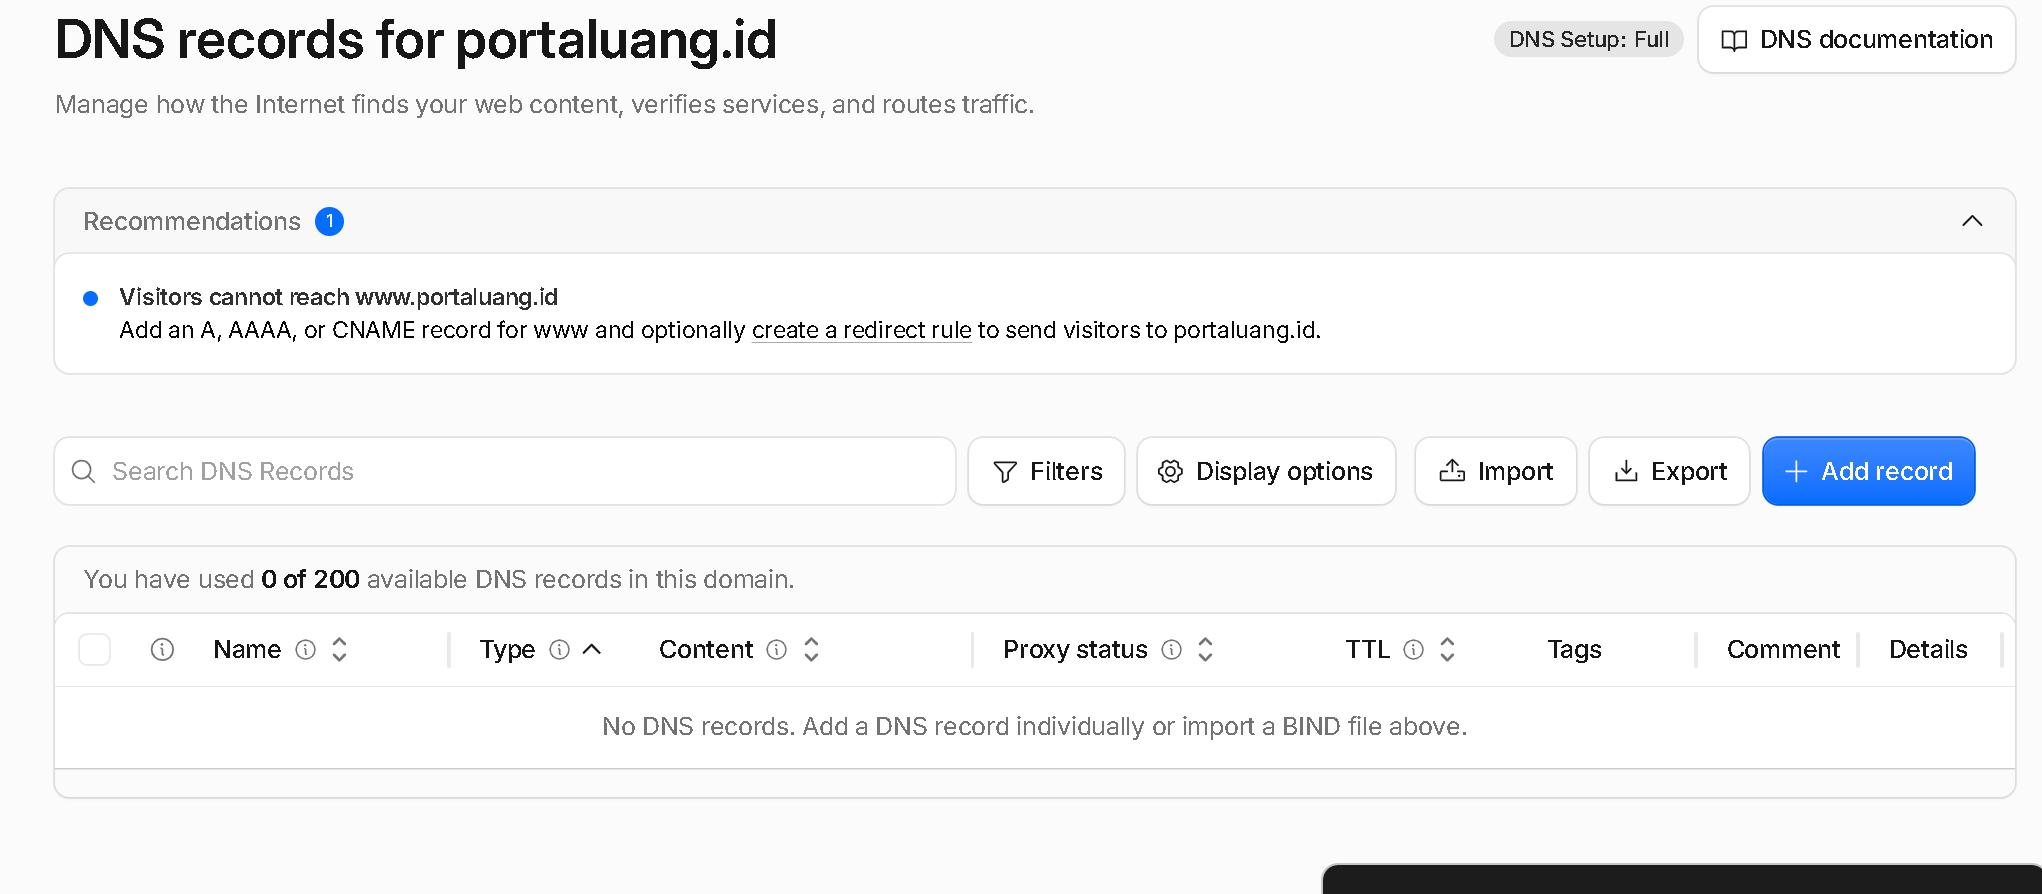 DNS records for portaluang.id
DNS Setup: Full
DNS documentation
Manage how the Internet finds your web content, verifies services, and routes traffic.
Recommendations 1
Visitors cannot reach www.portaluang.id
Add an A, AAAA, or CNAME record for www and optionally create a redirect rule to send visitors to portaluang.id.
Search DNS Records
Filters
Display options
Import
Export
Add record
You have used 0 of 200 available DNS records in this domain.
Name Type Content Proxy status TTL Tags Comment Details
No DNS records. Add a DNS record individually or import a BIND file above.